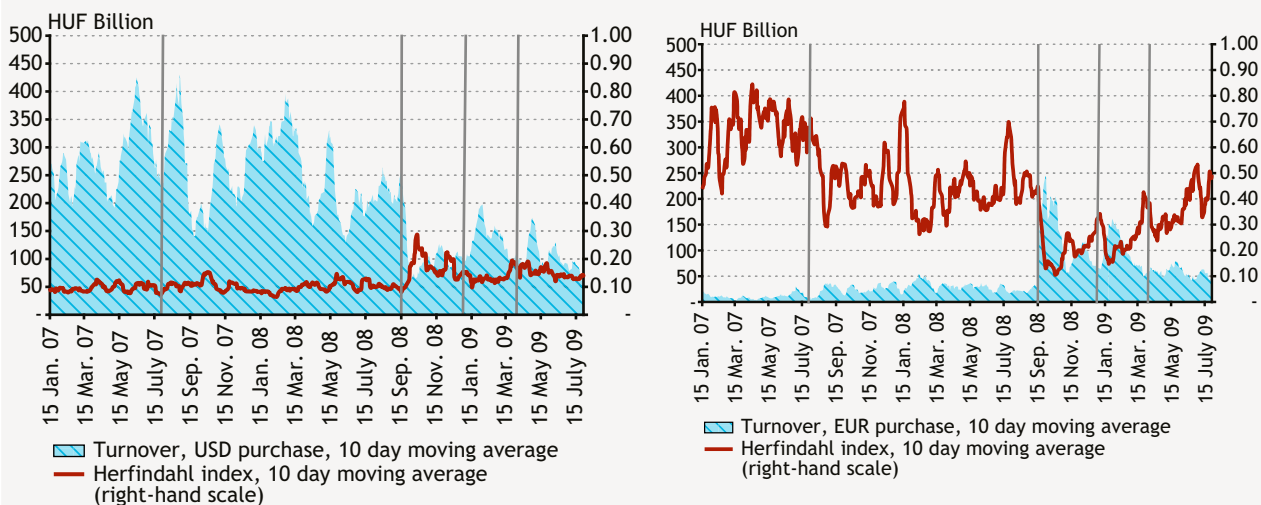 HUF Billion
500
450
400
350
300
250
200
150
100
50
-
1.00
0.90
0.80
0.70
0.60
0.50
0.40
0.30
0.20
0.10
-
15 Jan. 07
15 Mar. 07
15 May 07
15 July 07
15 Sep. 07
15 Nov. 07
15 Jan. 08
15 Mar. 08
15 May 08
15 July 08
15 Sep. 08
15 Nov. 08
15 Jan. 09
15 Mar. 09
15 May 09
15 July 09
Turnover, USD purchase, 10 day moving average
Herfindahl index, 10 day moving average
(right-hand scale)
HUF Billion
500
450
400
350
300
250
200
150
100
50
-
1.00
0.90
0.80
0.70
0.60
0.50
0.40
0.30
0.20
0.10
-
15 Jan. 07
15 Mar. 07
15 May 07
15 July 07
15 Sep. 07
15 Nov. 07
15 Jan. 08
15 Mar. 08
15 May 08
15 July 08
15 Sep. 08
15 Nov. 08
15 Jan. 09
15 Mar. 09
15 May 09
15 July 09
Turnover, EUR purchase, 10 day moving average
Herfindahl index, 10 day moving average
(right-hand scale)